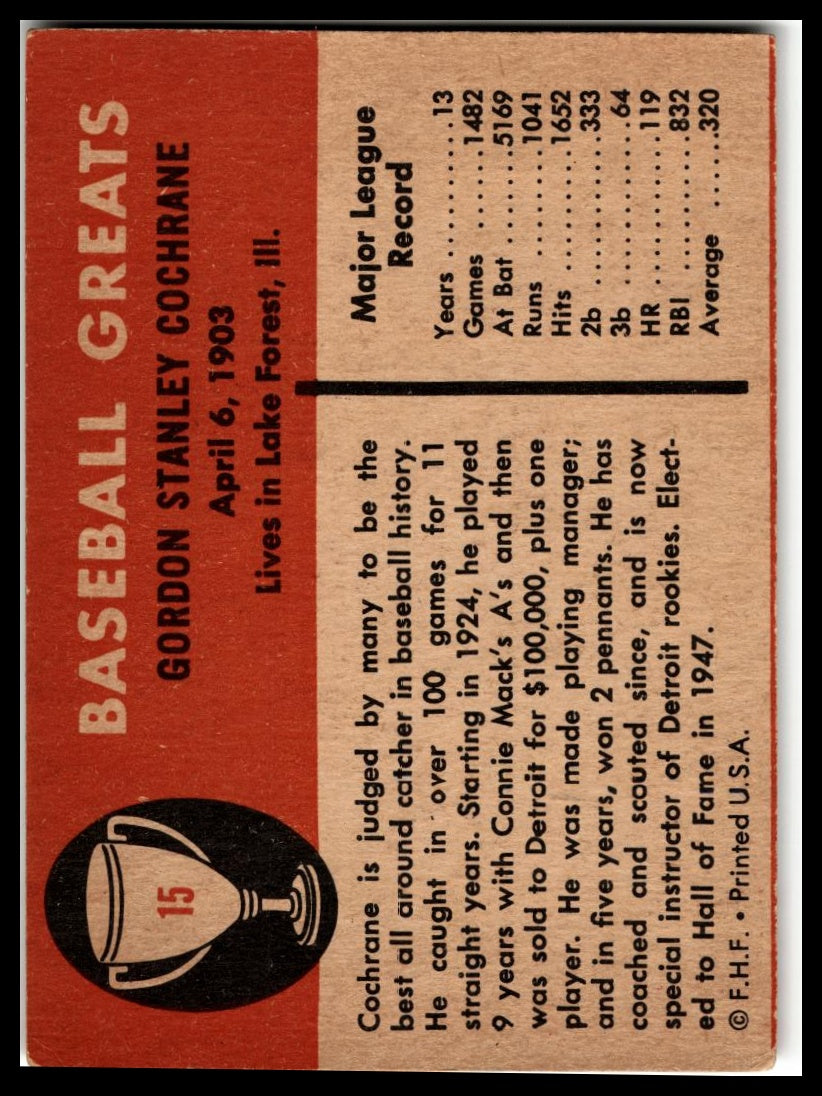 15
BASEBALL GREATS
GORDON STANLEY COCHRANE
April 6, 1903
Lives in Lake Forest, Ill.
Cochrane is judged by many to be the
best all around catcher in baseball history.
He caught in over 100 games for 11
straight years. Starting in 1924, he played
9 years with Connie Mack's A's and then
was sold to Detroit for $100,000, plus one
player. He was made playing manager;
and in five years, won 2 pennants. He has
coached and scouted since, and is now
special instructor of Detroit rookies. Elect-
ed to Hall of Fame in 1947.
© F.H.F. • Printed U.S.A.
Major League
Record
Years ..........13
Games ......1482
At Bat .......5169
Runs ........1041
Hits ..........1652
2b ............333
3b .............64
HR ............119
RBI ...........832
Average ......320